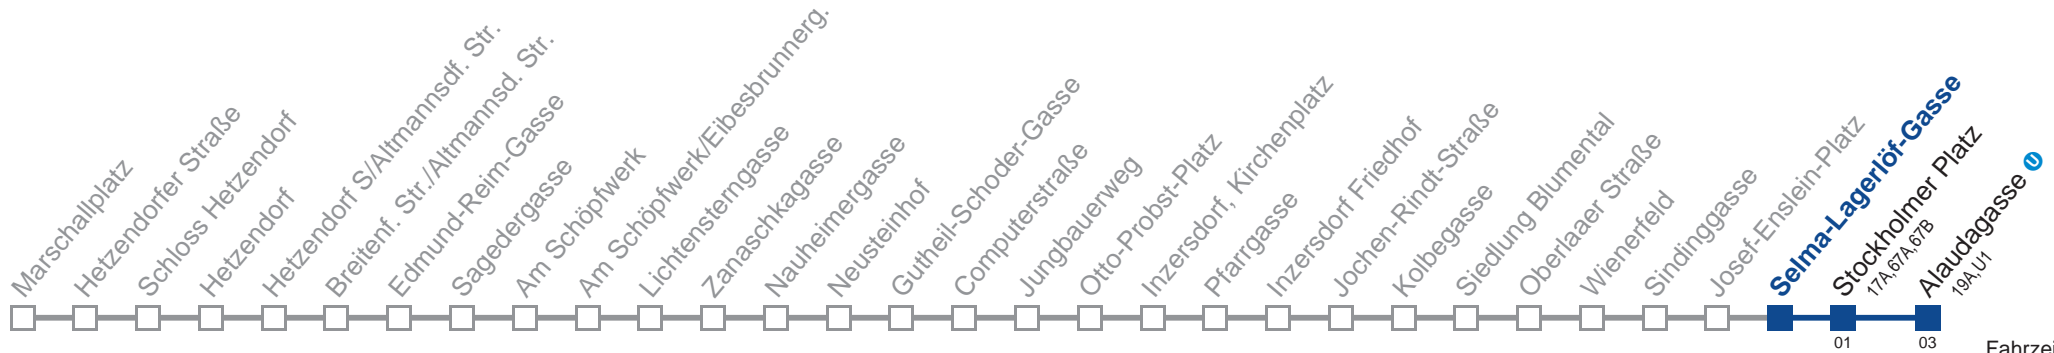 Marschallplatz
Hetzendorfer Straße
Schloss Hetzendorf
Hetzendorf
Hetzendorf S/Altmannsdf. Str.
Breitenf. Str./Altmannsd. Str.
Edmund-Reim-Gasse
Sagedergasse
Am Schöpfwerk
Am Schöpfwerk/Eibesbrunnerg.
Lichtensterngasse
Zanaschkagasse
Nauheimergasse
Neusteinhof
Gutheil-Schoder-Gasse
Computerstraße
Jungbauerweg
Otto-Probst-Platz
Inzersdorf, Kirchenplatz
Pfarrgasse
Inzersdorf Friedhof
Jochen-Rindt-Straße
Kolbegasse
Siedlung Blumental
Oberlaaer Straße
Wienerfeld
Sindinggasse
Josef-Enslein-Platz
Selma-Lagerlöf-Gasse
Stockholmer Platz
17A,67A,67B
Alaudagasse U
19A,U1
01
03
Fahrzei